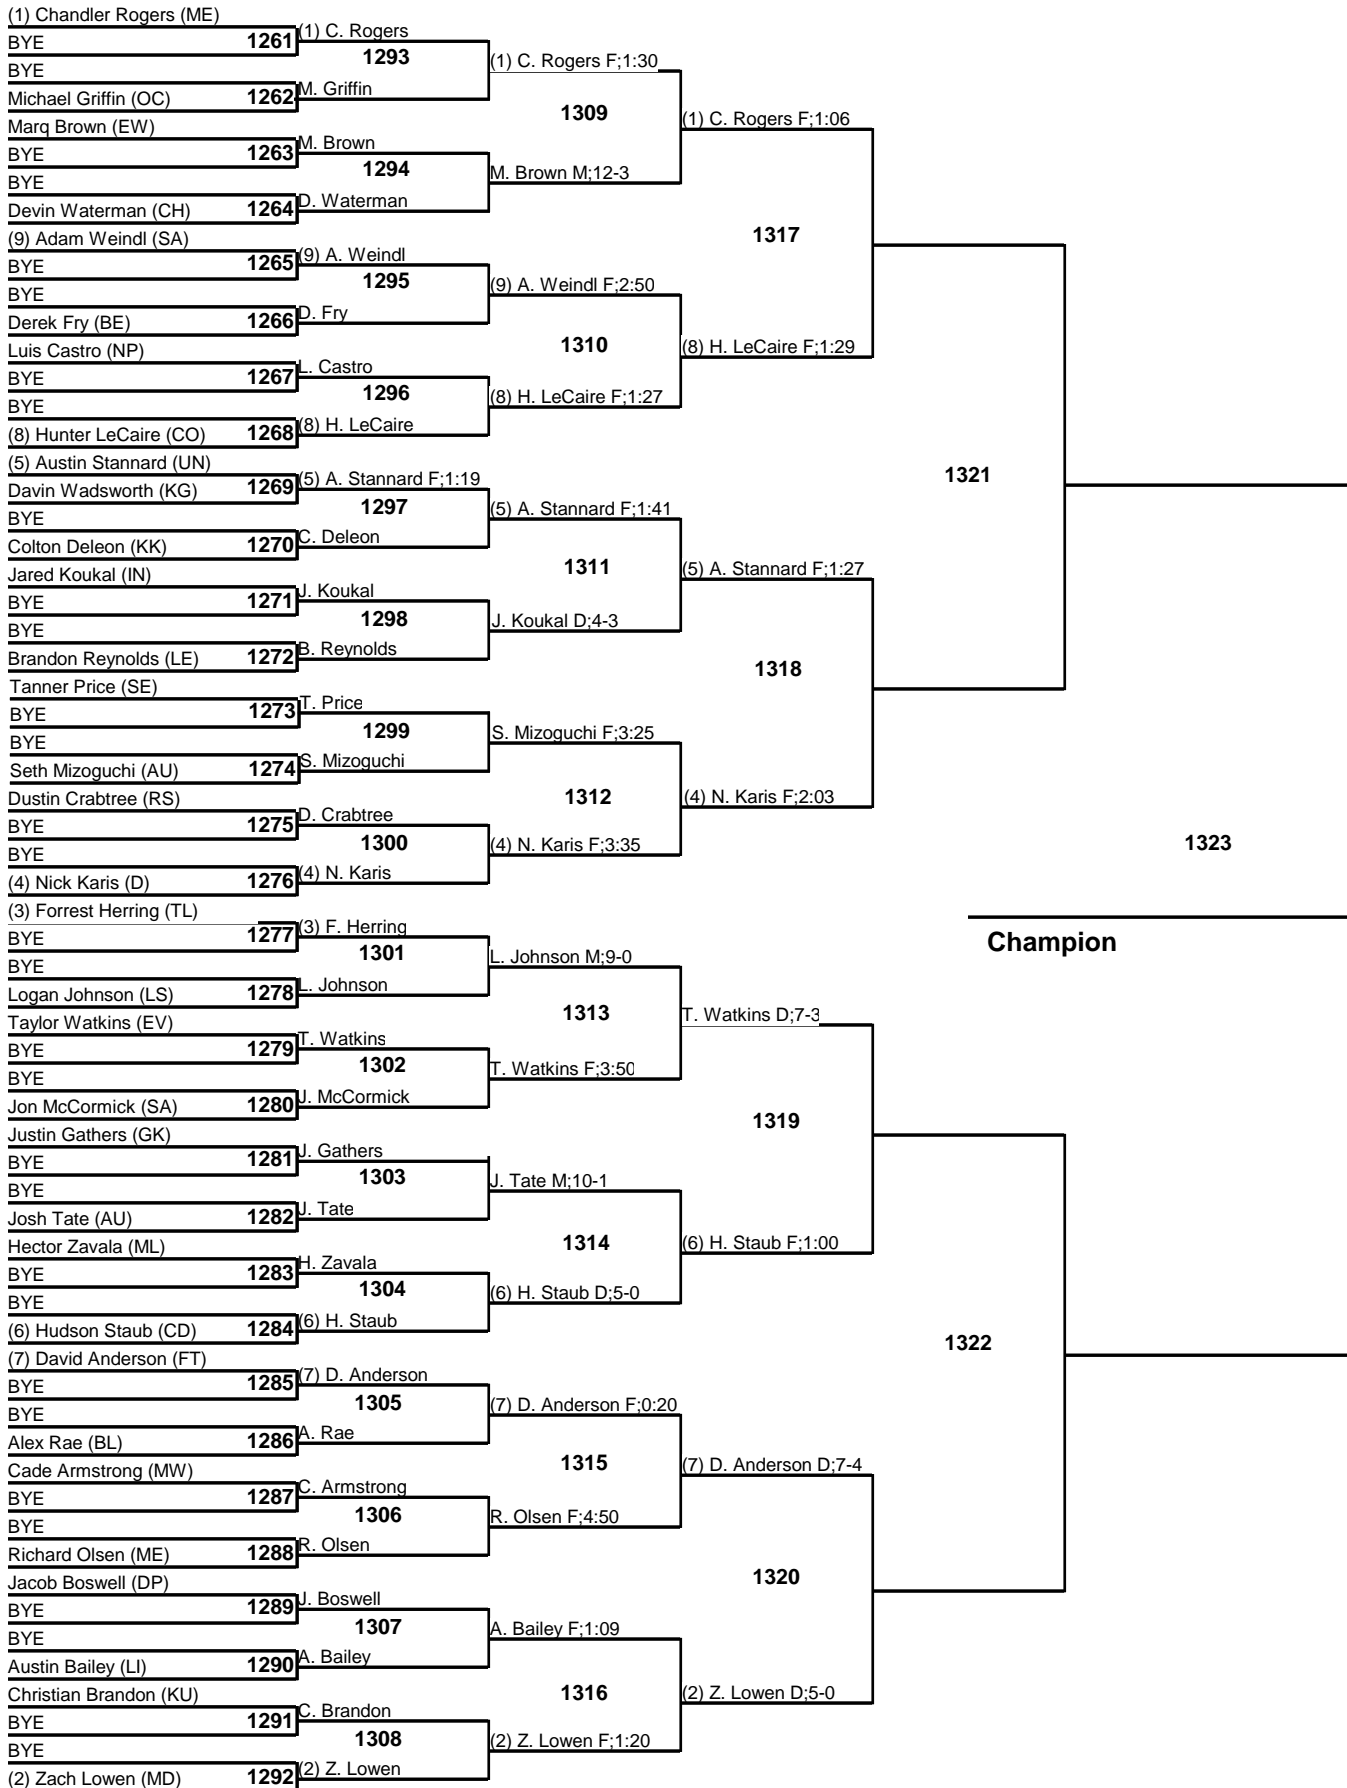 (1) Chandler Rogers (ME)
BYE
1261
BYE
Michael Griffin (OC)
1262
Marq Brown (EW)
BYE
1263
BYE
Devin Waterman (CH)
1264
(9) Adam Weindl (SA)
BYE
1265
BYE
Derek Fry (BE)
1266
Luis Castro (NP)
BYE
1267
BYE
(8) Hunter LeCaire (CO)
1268
(5) Austin Stannard (UN)
Davin Wadsworth (KG)
1269
BYE
Colton Deleon (KK)
1270
Jared Koukal (IN)
BYE
1271
BYE
Brandon Reynolds (LE)
1272
Tanner Price (SE)
BYE
1273
BYE
Seth Mizoguchi (AU)
1274
Dustin Crabtree (RS)
BYE
1275
BYE
(4) Nick Karis (D)
1276
(3) Forrest Herring (TL)
BYE
1277
BYE
Logan Johnson (LS)
1278
Taylor Watkins (EV)
BYE
1279
BYE
Jon McCormick (SA)
1280
Justin Gathers (GK)
BYE
1281
BYE
Josh Tate (AU)
1282
Hector Zavala (ML)
BYE
1283
BYE
(6) Hudson Staub (CD)
1284
(7) David Anderson (FT)
BYE
1285
BYE
Alex Rae (BL)
1286
Cade Armstrong (MW)
BYE
1287
BYE
Richard Olsen (ME)
1288
Jacob Boswell (DP)
BYE
1289
BYE
Austin Bailey (LI)
1290
Christian Brandon (KU)
BYE
1291
BYE
(2) Zach Lowen (MD)
1292
(1) C. Rogers
1293
M. Griffin
M. Brown
1294
D. Waterman
(9) A. Weindl
1295
D. Fry
L. Castro
1296
(8) H. LeCaire
(5) A. Stannard F;1:19
1297
C. Deleon
J. Koukal
1298
B. Reynolds
T. Price
1299
S. Mizoguchi
D. Crabtree
1300
(4) N. Karis
(3) F. Herring
1301
L. Johnson
T. Watkins
1302
J. McCormick
J. Gathers
1303
J. Tate
H. Zavala
1304
(6) H. Staub
(7) D. Anderson
1305
A. Rae
C. Armstrong
1306
R. Olsen
J. Boswell
1307
A. Bailey
C. Brandon
1308
(2) Z. Lowen
(1) C. Rogers F;1:30
1309
M. Brown M;12-3
(9) A. Weindl F;2:50
1310
(8) H. LeCaire F;1:27
(5) A. Stannard F;1:41
1311
J. Koukal D;4-3
S. Mizoguchi F;3:25
1312
(4) N. Karis F;3:35
L. Johnson M;9-0
1313
T. Watkins F;3:50
J. Tate M;10-1
1314
(6) H. Staub D;5-0
(7) D. Anderson F;0:20
1315
R. Olsen F;4:50
A. Bailey F;1:09
1316
(2) Z. Lowen F;1:20
(1) C. Rogers F;1:06
1317
(8) H. LeCaire F;1:29
(5) A. Stannard F;1:27
1318
(4) N. Karis F;2:03
T. Watkins D;7-3
1319
(6) H. Staub F;1:00
(7) D. Anderson D;7-4
1320
(2) Z. Lowen D;5-0
1321
1322
1323
Champion